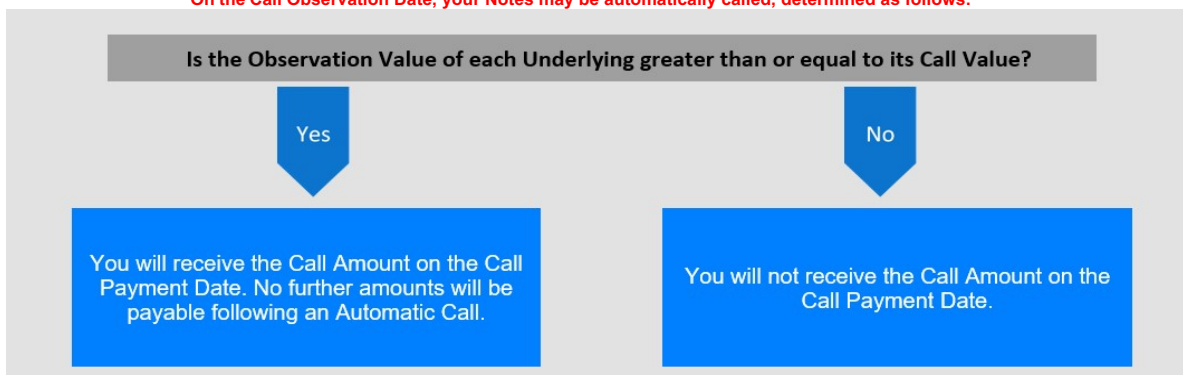 On the Call Observation Date, your Notes may be automatically called, determined as follows:
Is the Observation Value of each Underlying greater than or equal to its Call Value?
Yes
No
You will receive the Call Amount on the Call
Payment Date. No further amounts will be
payable following an Automatic Call.
You will not receive the Call Amount on the
Call Payment Date.